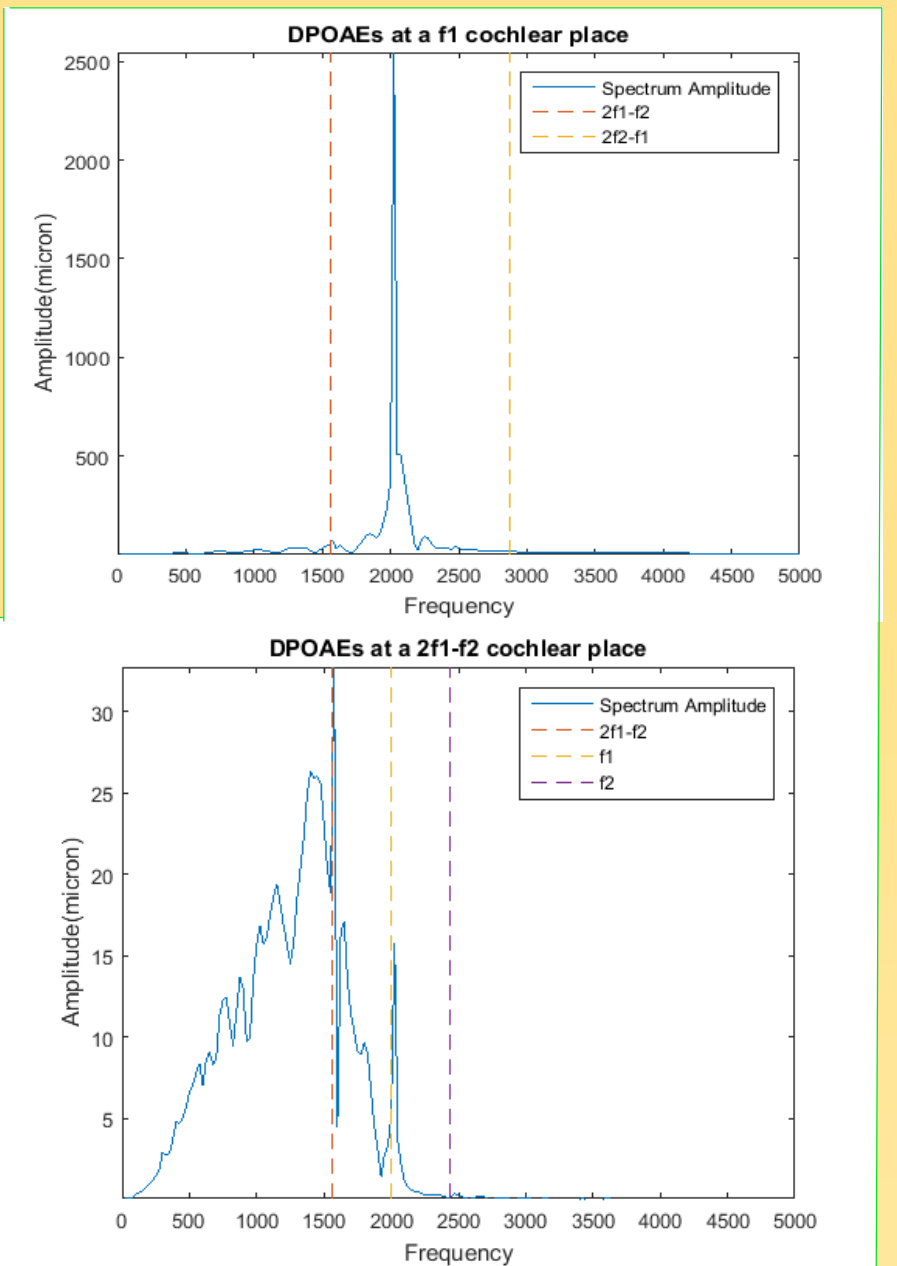 DPOAEs at a f1 cochlear place
2500
2000
1500
1000
500
Amplitude(micron)
Spectrum Amplitude
2f1-f2
2f2-f1
0 500 1000 1500 2000 2500 3000 3500 4000 4500 5000
Frequency
DPOAEs at a 2f1-f2 cochlear place
30
25
20
15
10
5
Amplitude(micron)
Spectrum Amplitude
2f1-f2
f1
f2
0 500 1000 1500 2000 2500 3000 3500 4000 4500 5000
Frequency